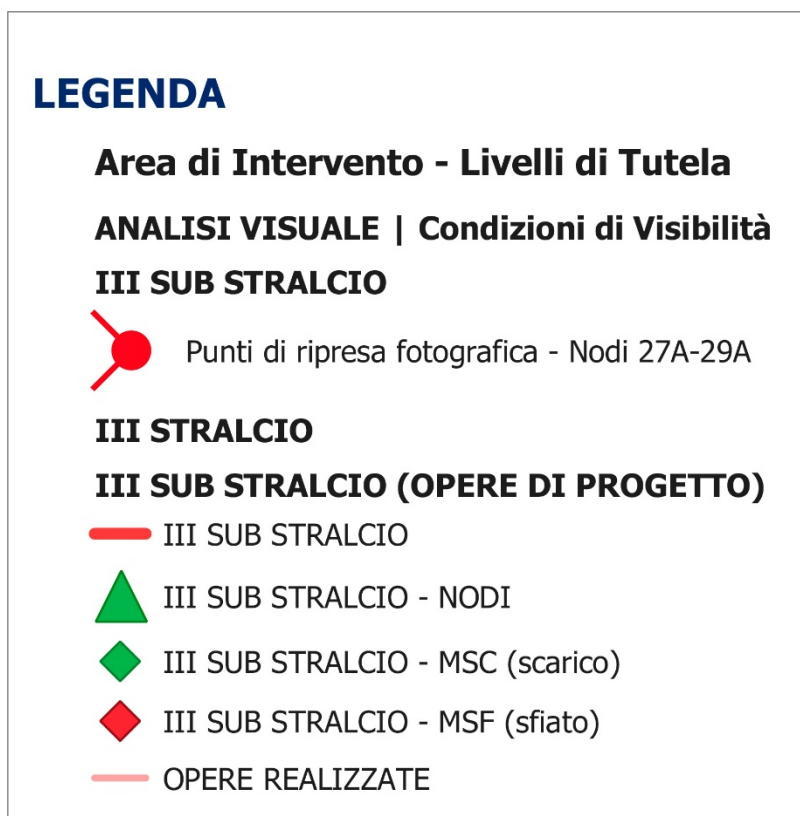 LEGENDA
Area di Intervento - Livelli di Tutela
ANALISI VISUALE | Condizioni di Visibilità
III SUB STRALCIO
Punti di ripresa fotografica - Nodi 27A-29A
III STRALCIO
III SUB STRALCIO (OPERE DI PROGETTO)
III SUB STRALCIO
III SUB STRALCIO - NODI
III SUB STRALCIO - MSC (scarico)
III SUB STRALCIO - MSF (sfiato)
OPERE REALIZZATE